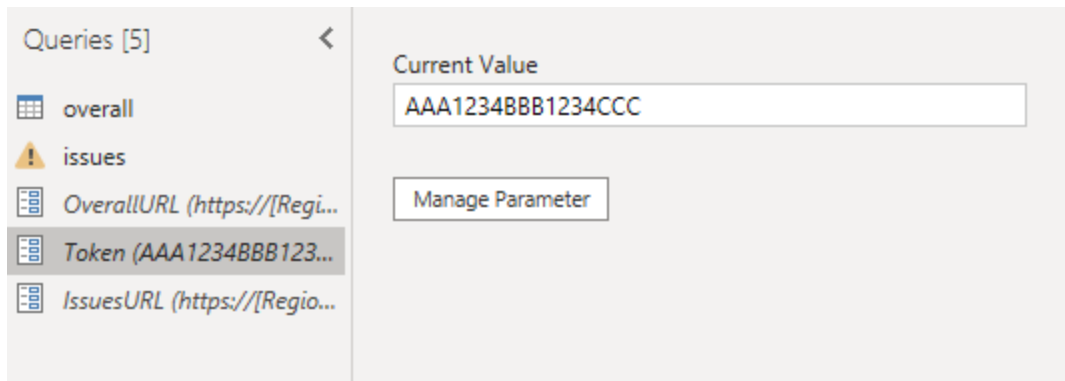 Queries [5]
overall
issues
OverallURL (https://[Regi...
Token (AAA1234BBB123...
IssuesURL (https://[Regio...
Current Value
AAA1234BBB1234CCC
Manage Parameter